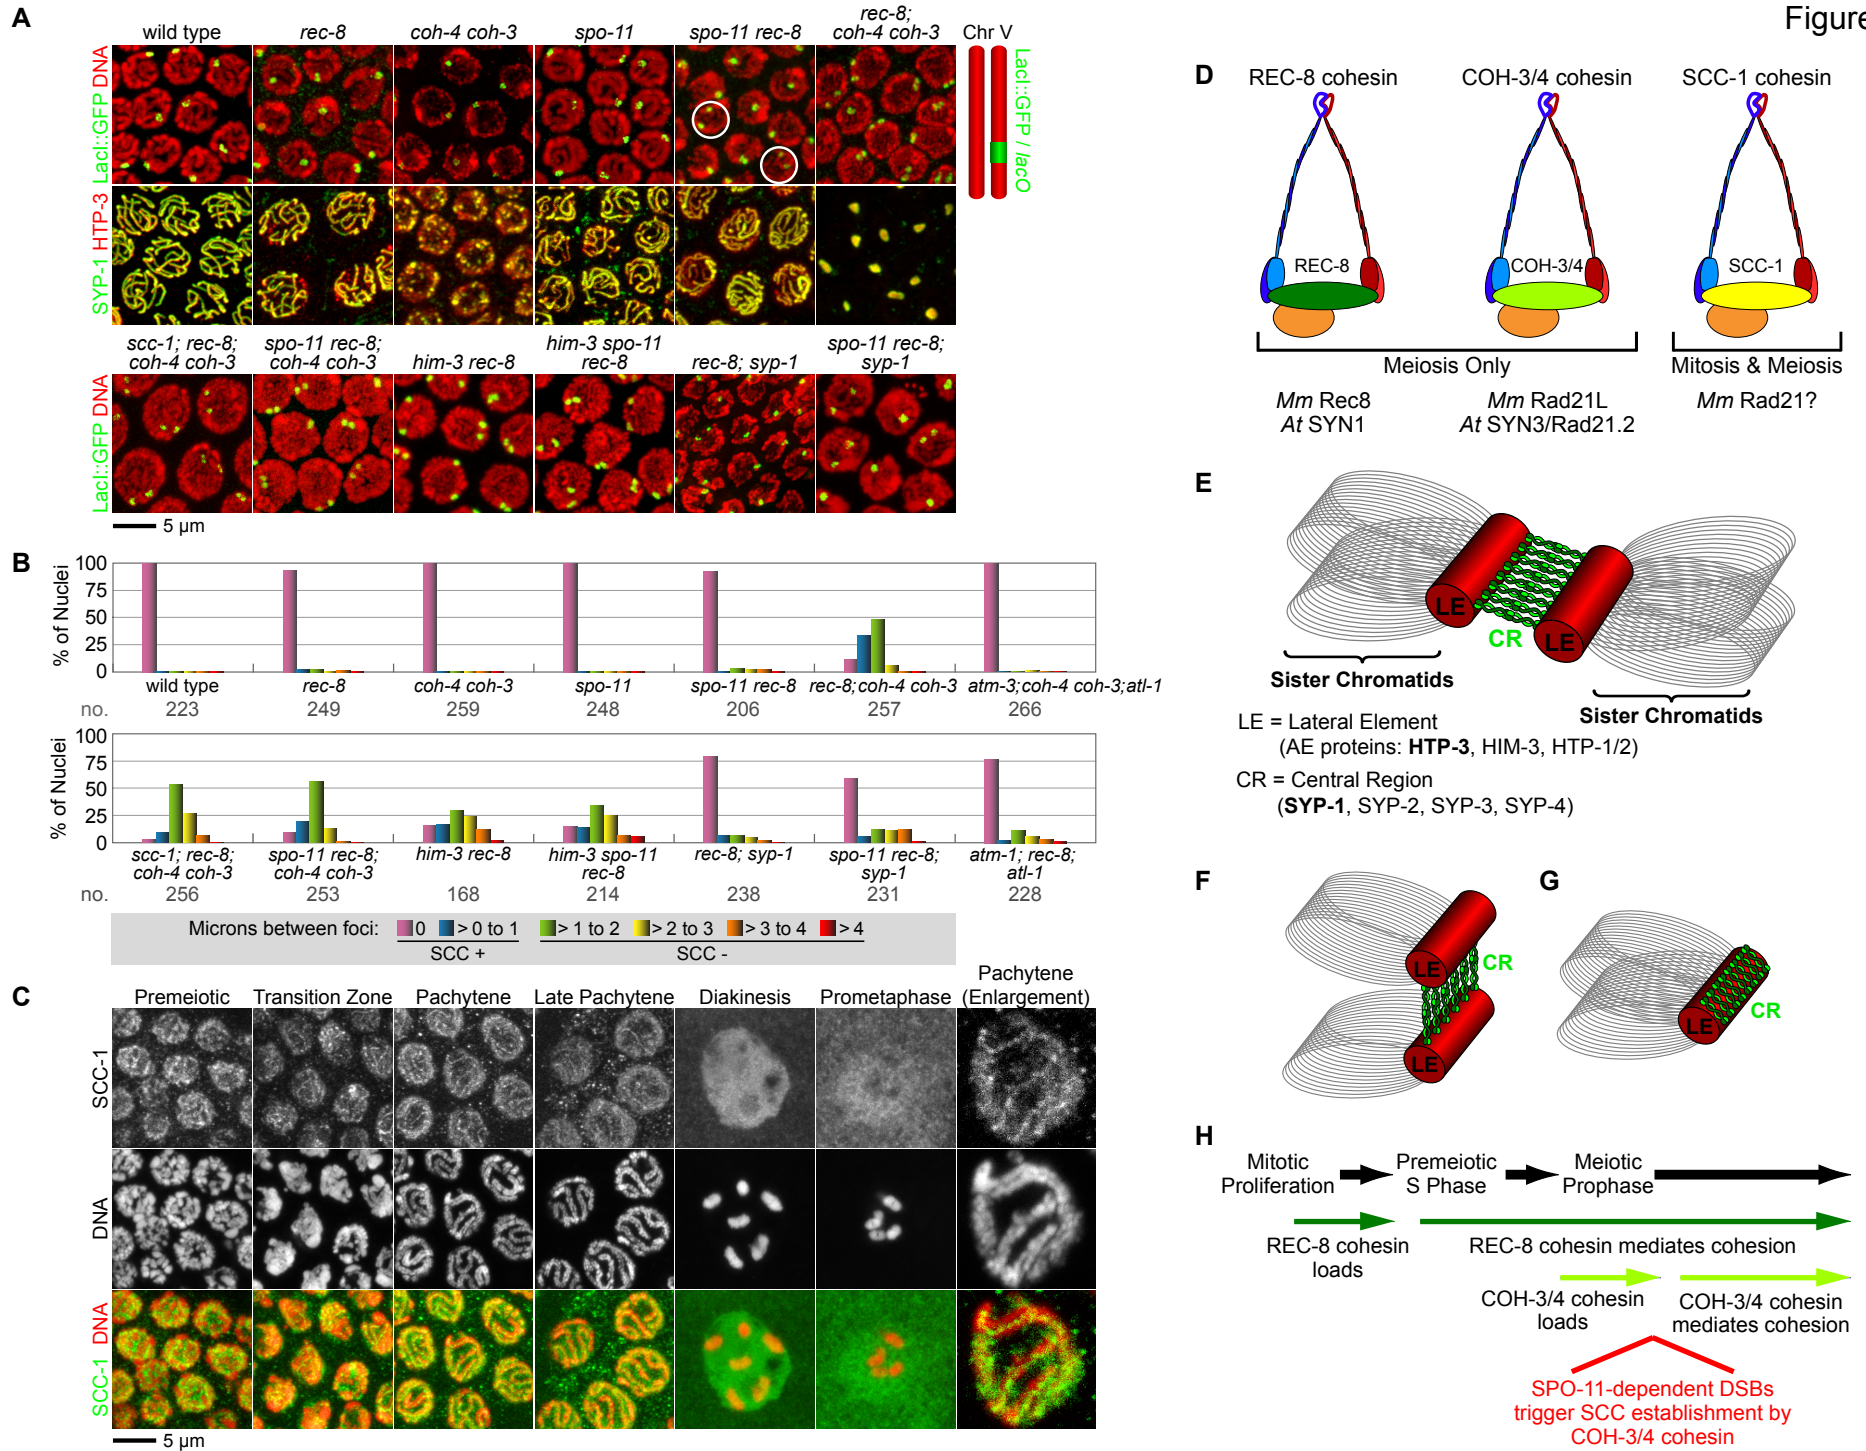 Figure
A
wild type
rec-8
coh-4 coh-3
spo-11
spo-11 rec-8
rec-8;
coh-4 coh-3
Chr V
LacI::GFP DNA
LacI::GFP / lacO
SYP-1 HTP-3
scc-1; rec-8;
coh-4 coh-3
spo-11 rec-8;
coh-4 coh-3
him-3 rec-8
him-3 spo-11
rec-8
rec-8; syp-1
spo-11 rec-8;
syp-1
LacI::GFP DNA
5 µm
B
% of Nuclei
100
75
50
25
0
wild type
rec-8
coh-4 coh-3
spo-11
spo-11 rec-8
rec-8;coh-4 coh-3
atm-3;coh-4 coh-3;atl-1
no.
223
249
259
248
206
257
266
% of Nuclei
100
75
50
25
0
scc-1; rec-8;
coh-4 coh-3
spo-11 rec-8;
coh-4 coh-3
him-3 rec-8
him-3 spo-11
rec-8
rec-8; syp-1
spo-11 rec-8;
syp-1
atm-1; rec-8;
atl-1
no.
256
253
168
214
238
231
228
Microns between foci:
0
> 0 to 1
> 1 to 2
> 2 to 3
> 3 to 4
> 4
SCC +
SCC -
C
Premeiotic
Transition Zone
Pachytene
Late Pachytene
Diakinesis
Prometaphase
Pachytene
(Enlargement)
SCC-1
DNA
SCC-1 DNA
5 µm
D
REC-8 cohesin
COH-3/4 cohesin
SCC-1 cohesin
REC-8
COH-3/4
SCC-1
Meiosis Only
Mitosis & Meiosis
Mm Rec8
At SYN1
Mm Rad21L
At SYN3/Rad21.2
Mm Rad21?
E
LE
CR
LE
Sister Chromatids
Sister Chromatids
LE = Lateral Element
(AE proteins: HTP-3, HIM-3, HTP-1/2)
CR = Central Region
(SYP-1, SYP-2, SYP-3, SYP-4)
F
LE
CR
LE
G
LE
CR
H
Mitotic
Proliferation
Premeiotic
S Phase
Meiotic
Prophase
REC-8 cohesin
loads
REC-8 cohesin mediates cohesion
COH-3/4 cohesin
loads
COH-3/4 cohesin
mediates cohesion
SPO-11-dependent DSBs
trigger SCC establishment by
COH-3/4 cohesin